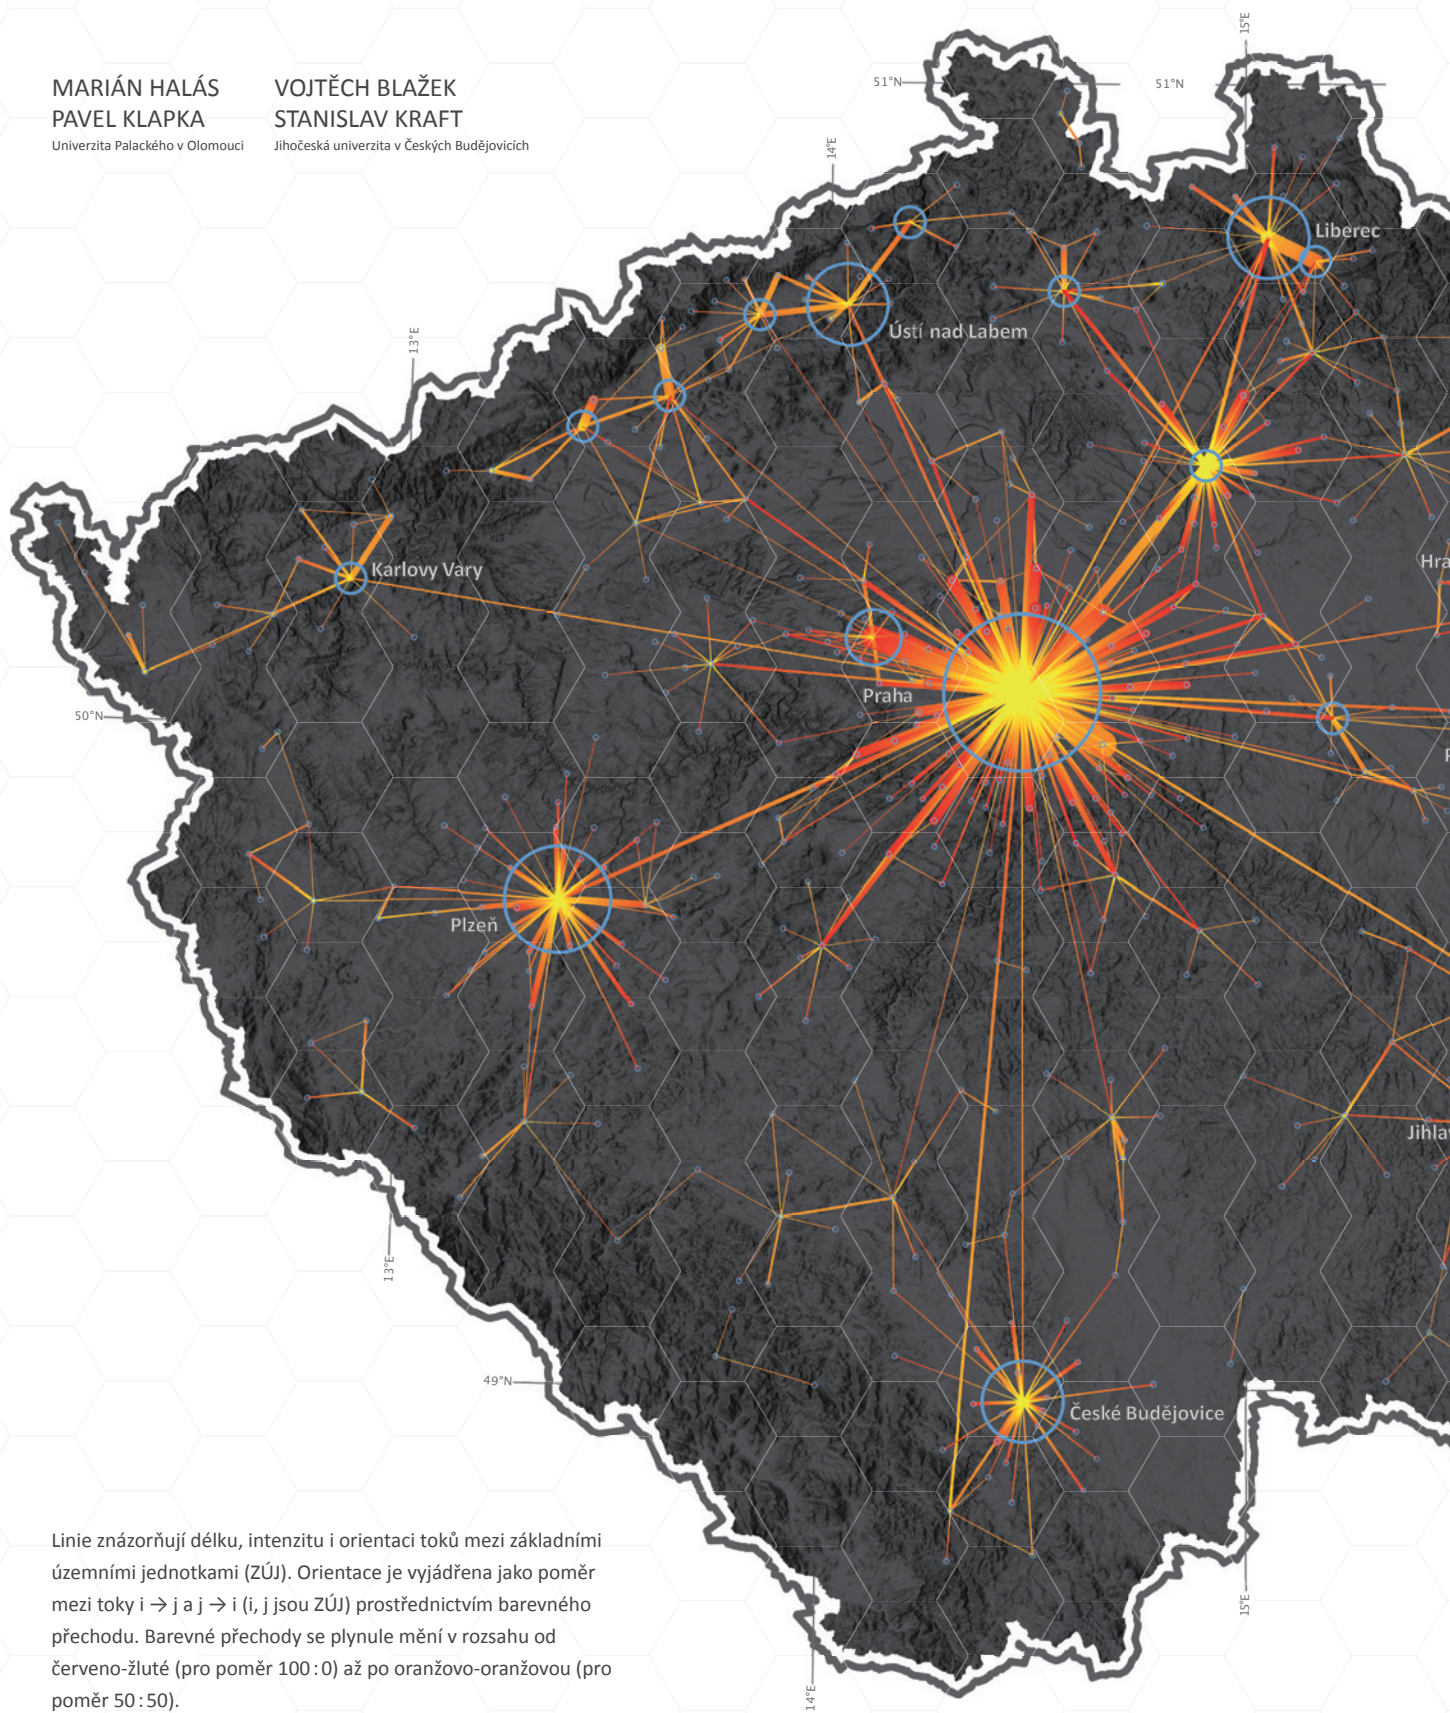 MARIÁN HALÁS
PAVEL KLAPKA
Univerzita Palackého v Olomouci
VOJTĚCH BLAŽEK
STANISLAV KRAFT
Jihočeská univerzita v Českých Budějovicích
15°E
51°N
51°N
14°E
Liberec
Ústí nad Labem
13°E
Karlovy Vary
Hra
Praha
50°N
P
Plzeň
Jihlav
13°E
49°N
České Budějovice
15°E
14°E
Linie znázorňují délku, intenzitu i orientaci toků mezi základními
územními jednotkami (ZÚJ). Orientace je vyjádřena jako poměr
mezi toky i → j a j → i (i, j jsou ZÚJ) prostřednictvím barevného
přechodu. Barevné přechody se plynule mění v rozsahu od
červeno-žluté (pro poměr 100 : 0) až po oranžovo-oranžovou (pro
poměr 50 : 50).